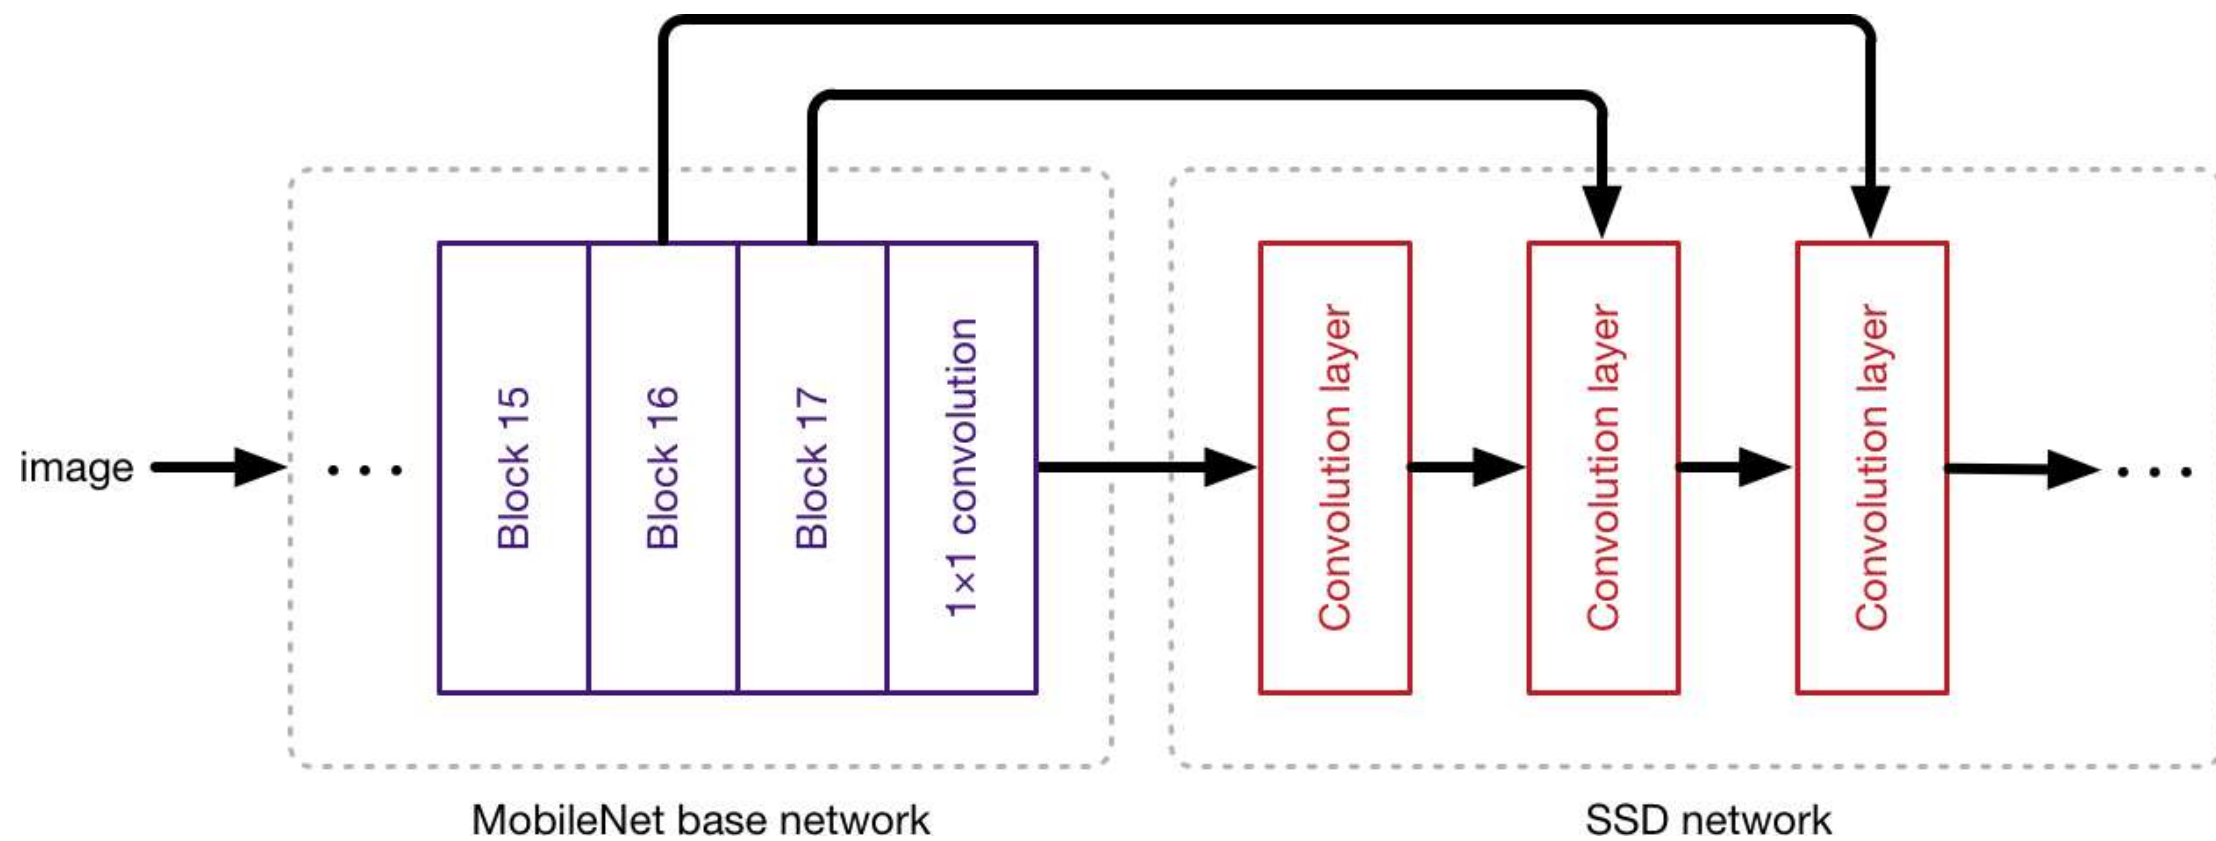 image
...
Block 15
Block 16
Block 17
1×1 convolution
Convolution layer
Convolution layer
Convolution layer
...
MobileNet base network
SSD network